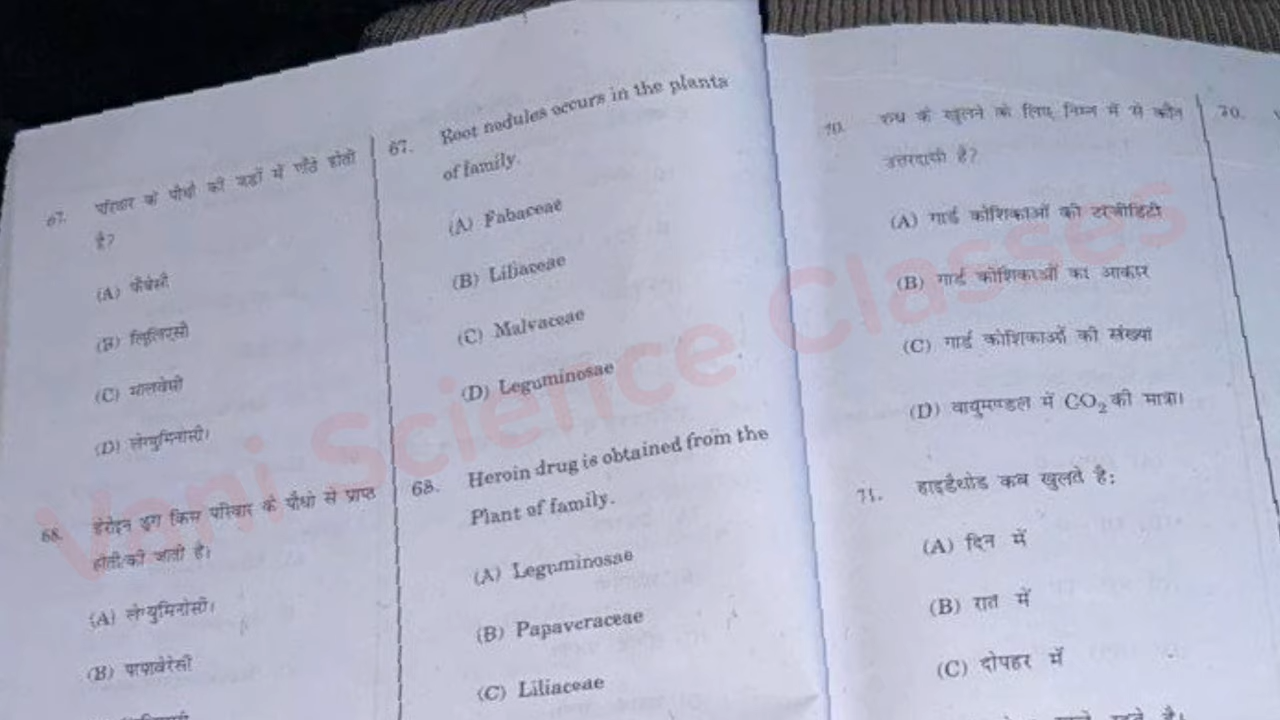 67. परिवार के पौधों की जड़ों में गाँठे होती
है?
(A) फैबेसी
(B) लिलिएसी
(C) मालवेसी
(D) लेग्युमिनोसी।
68. हेरोइन ड्रग किस परिवार के पौधों से प्राप्त
होती/की जाती है।
(A) लेग्युमिनोसी।
(B) पापावेरेसी
67. Root nodules occurs in the plants
of family.
(A) Fabaceae
(B) Liliaceae
(C) Malvaceae
(D) Leguminosae
68. Heroin drug is obtained from the
Plant of family.
(A) Leguminosae
(B) Papaveraceae
(C) Liliaceae
70. रन्ध्र के खुलने के लिए निम्न में से कौन
उत्तरदायी है?
(A) गार्ड कोशिकाओं की टरजीडिटी
(B) गार्ड कोशिकाओं का आकार
(C) गार्ड कोशिकाओं की संख्या
(D) वायुमण्डल में CO₂ की मात्रा।
71. हाइडैथोड कब खुलते है:
(A) दिन में
(B) रात में
(C) दोपहर में
70.
Vani Science Classes